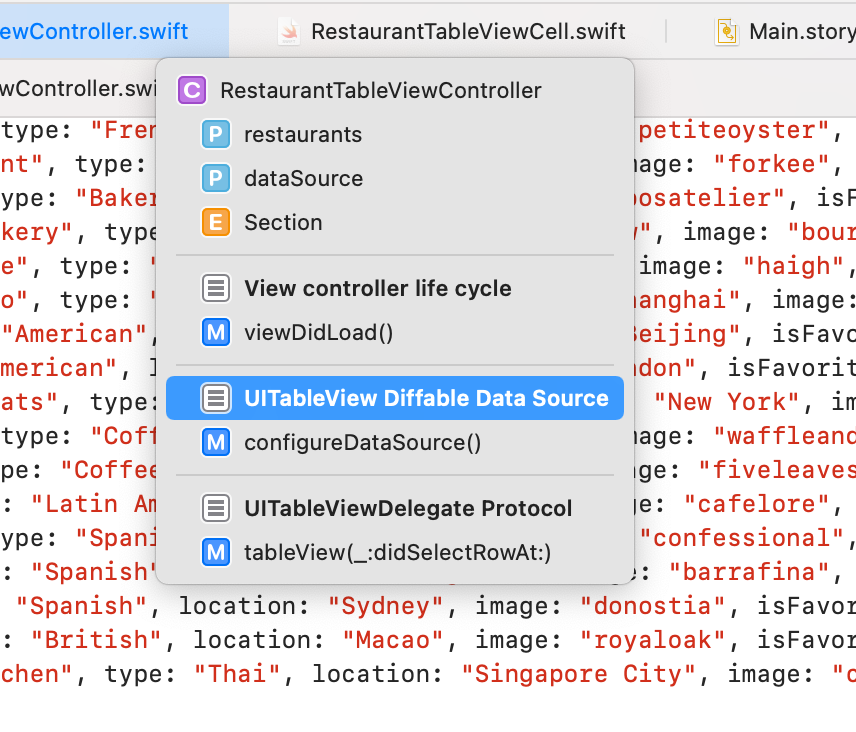 ewController.swift RestaurantTableViewCell.swift Main.story
wController.swi
C RestaurantTableViewController
P restaurants
P dataSource
E Section
View controller life cycle
M viewDidLoad()
UITableView Diffable Data Source
M configureDataSource()
UITableViewDelegate Protocol
M tableView(_:didSelectRowAt:)
type: "Fren petiteoyster",
nt", type: mage: "forkee",
ype: "Baker posatelier", isF
kery", type ", image: "bour
e", type: " image: "haigh",
o", type: " hanghai", image:
"American", Beijing", isFavo
merican", l ndon", isFavorit
ats", type: "New York", im
type: "Coff mage: "waffleand
pe: "Coffee ge: "fiveleaves
: "Latin Am e: "cafelore",
ype: "Spani "confessional",
: "Spanish" : "barrafina",
"Spanish", location: "Sydney", image: "donostia", isFavor
: "British", location: "Macao", image: "royaloak", isFavor
chen", type: "Thai", location: "Singapore City", image: "c